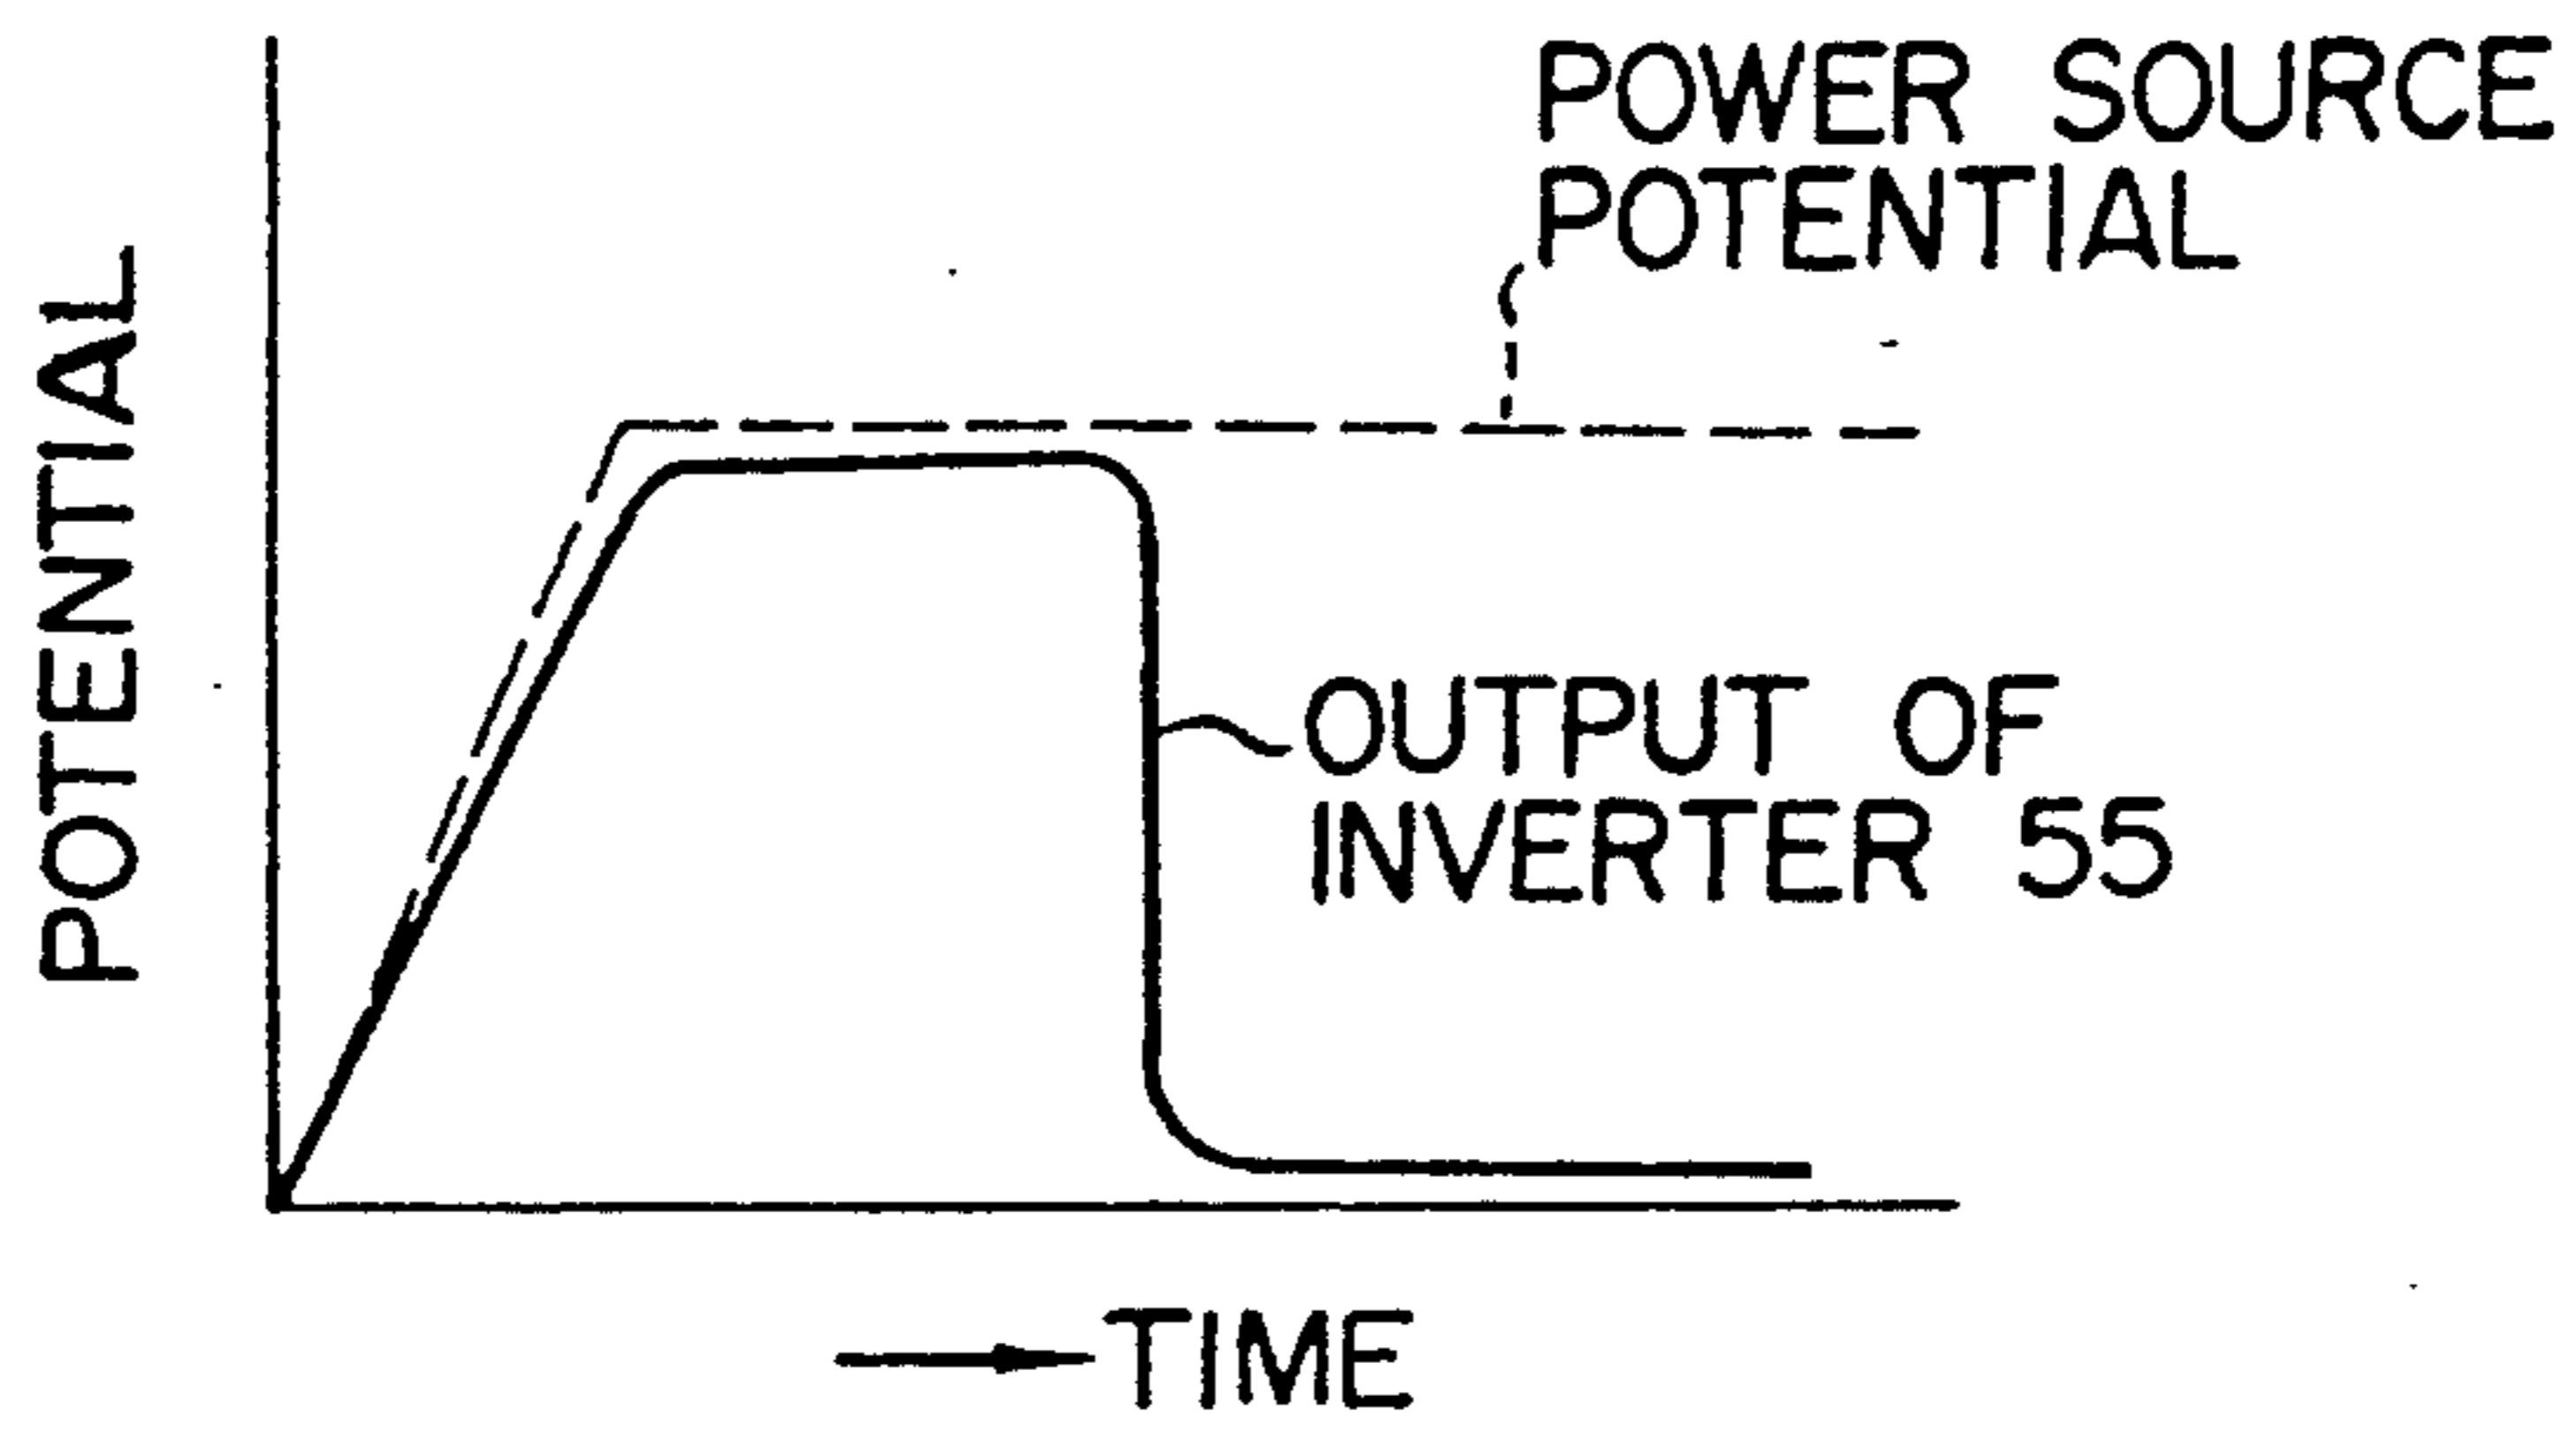 POWER SOURCE
POTENTIAL
POTENTIAL
OUTPUT OF
INVERTER 55
TIME